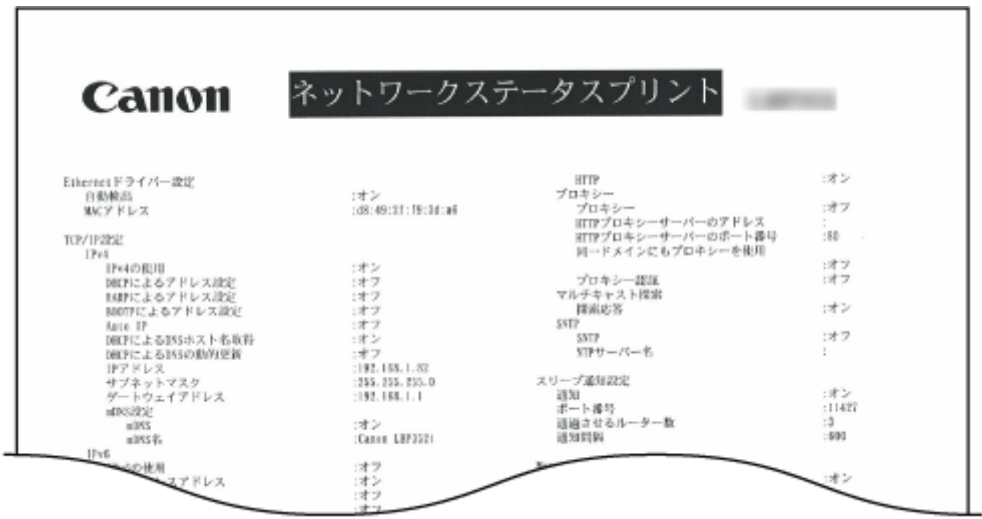 Canon
ネットワークステータスプリント
Ethernetドライバー設定
自動検出 :オン
MACアドレス
TCP/IP設定
IPv4
IPv4の使用 :オン
DHCPによるアドレス設定 :オフ
RARPによるアドレス設定 :オフ
BOOTPによるアドレス設定 :オフ
Auto IP :オフ
DHCPによるDNSホスト名取得 :オン
DHCPによるDNSの動的更新 :オフ
IPアドレス :192.168.1.82
サブネットマスク :255.255.255.0
ゲートウェイアドレス :192.168.1.1
mDNS設定
mDNS :オン
mDNS名 :Canon LBP352i
IPv6
の使用 :オフ
スアドレス :オン
:オフ
:オフ
HTTP :オン
プロキシー
プロキシー :オフ
HTTPプロキシーサーバーのアドレス :
HTTPプロキシーサーバーのポート番号 :80
同一ドメインにもプロキシーを使用
:オフ
プロキシー認証 :オフ
マルチキャスト探索
探索応答 :オン
SNTP
SNTP :オフ
NTPサーバー名 :
スリープ通知設定
通知 :オン
ポート番号 :11427
通過させるルーター数 :3
通知間隔 :600
:オン